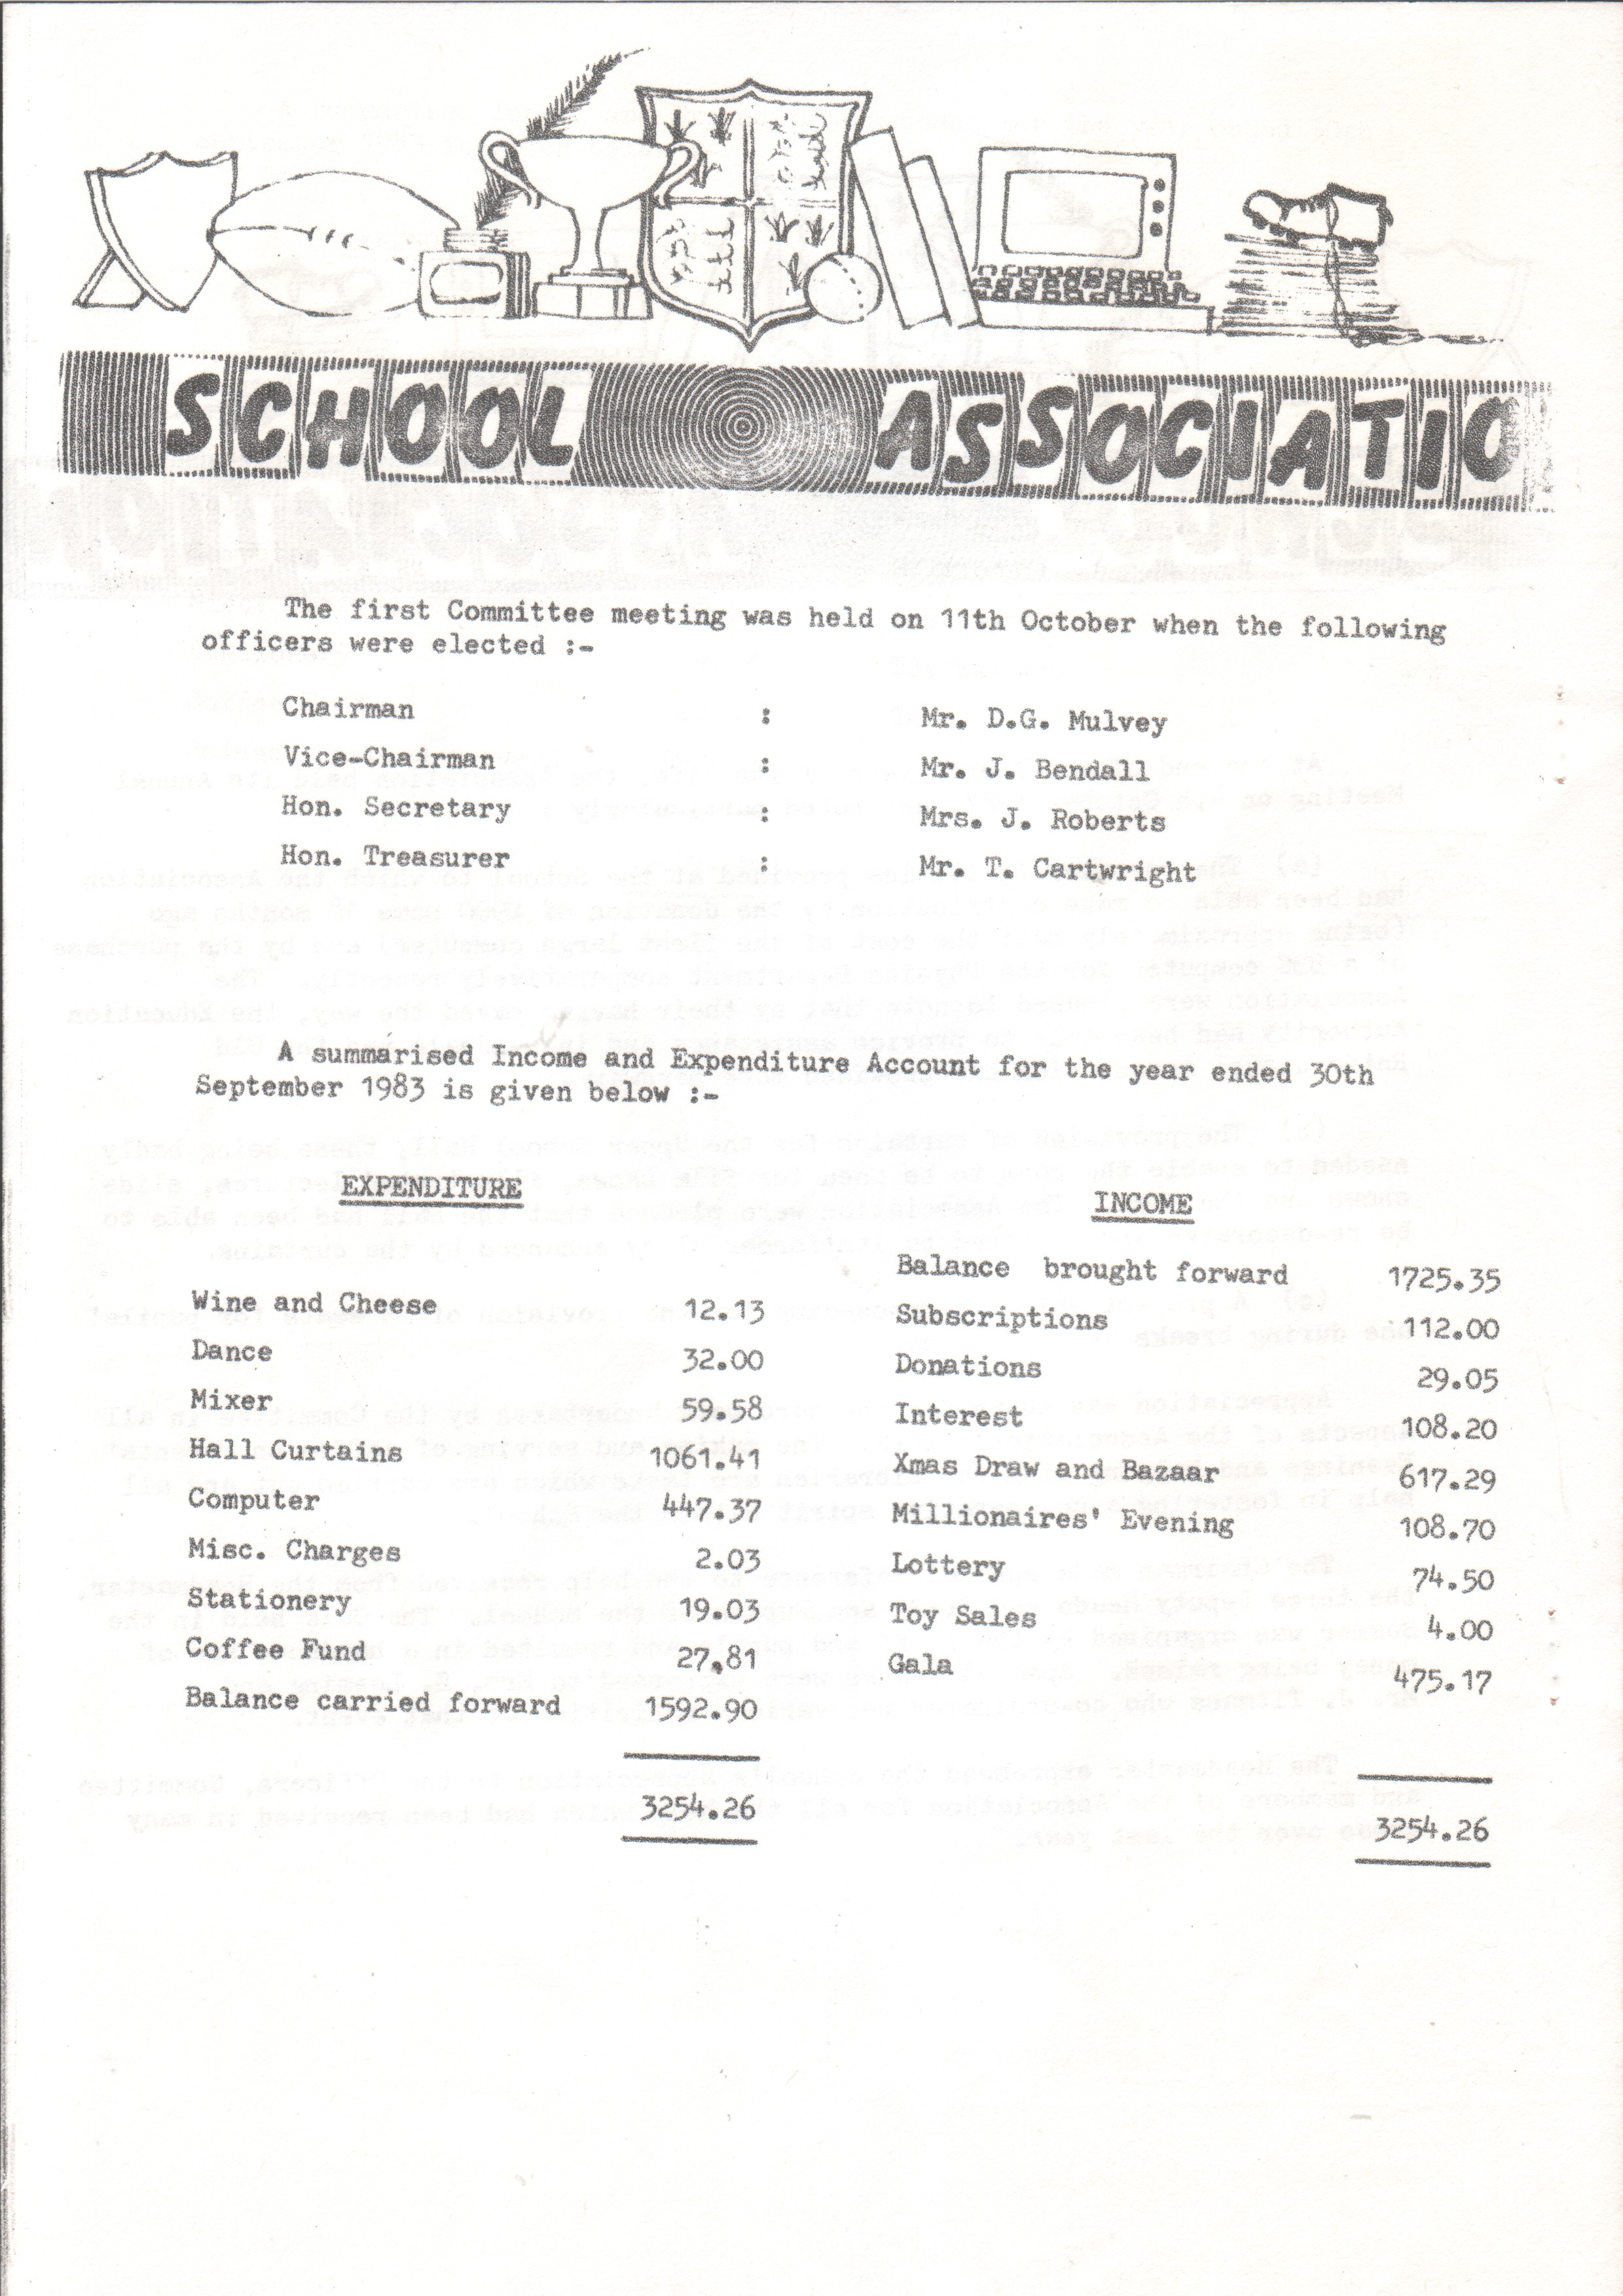 SCHOOL ASSOCIATIO
The first Committee meeting was held on 11th October when the following
officers were elected :-
Chairman : Mr. D.G. Mulvey
Vice-Chairman : Mr. J. Bendall
Hon. Secretary : Mrs. J. Roberts
Hon. Treasurer : Mr. T. Cartwright
A summarised Income and Expenditure Account for the year ended 30th
September 1983 is given below :-
EXPENDITURE
Wine and Cheese 12.13
Dance 32.00
Mixer 59.58
Hall Curtains 1061.41
Computer 447.37
Misc. Charges 2.03
Stationery 19.03
Coffee Fund 27.81
Balance carried forward 1592.90
3254.26
INCOME
Balance brought forward 1725.35
Subscriptions 112.00
Donations 29.05
Interest 108.20
Xmas Draw and Bazaar 617.29
Millionaires' Evening 108.70
Lottery 74.50
Toy Sales 4.00
Gala 475.17
3254.26